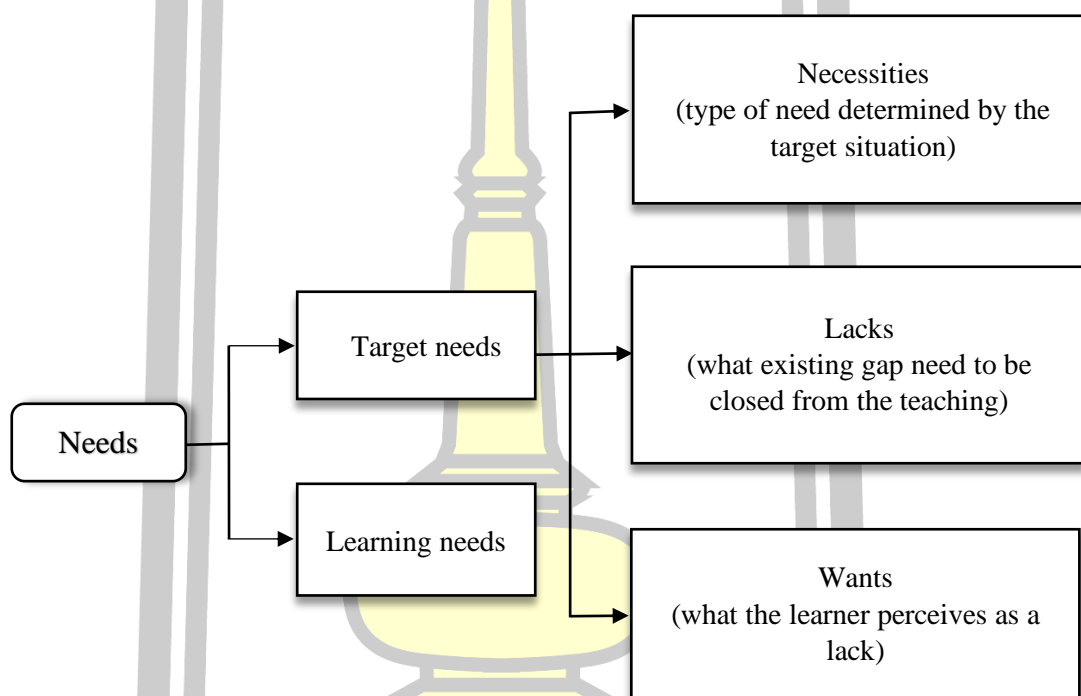 Necessities
(type of need determined by the
target situation)
Target needs
Lacks
(what existing gap need to be
closed from the teaching)
Needs
Learning needs
Wants
(what the learner perceives as a
lack)